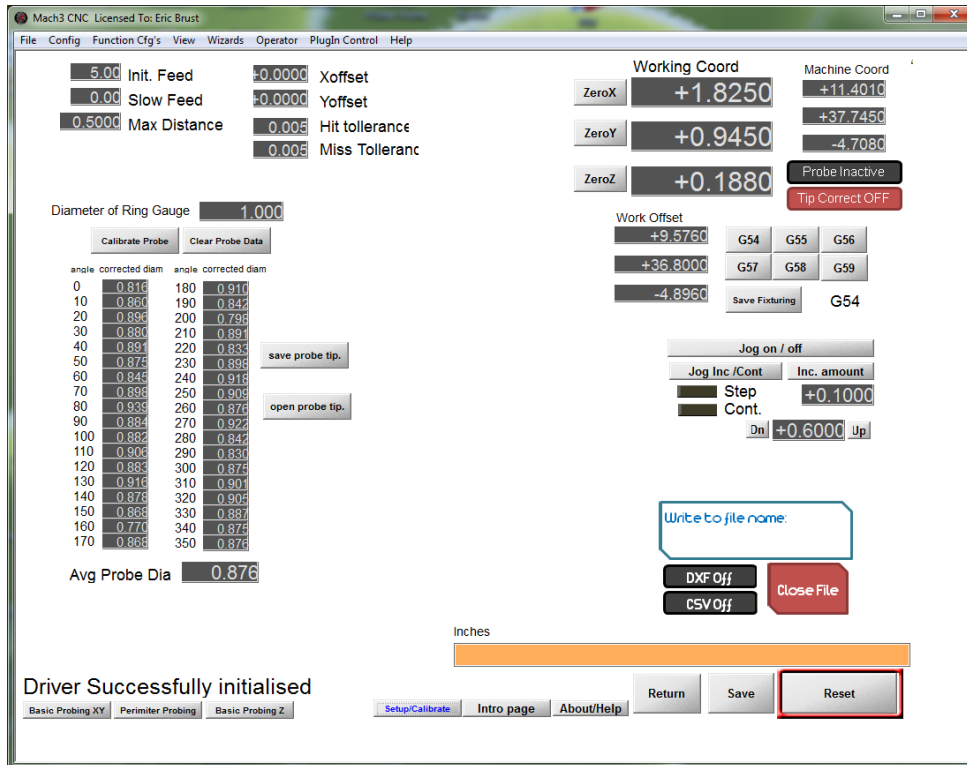 Mach3 CNC Licensed To: Eric Brust
File Config Function Cfg's View Wizards Operator PlugIn Control Help
5.00 Init. Feed +0.0000 Xoffset
0.00 Slow Feed +0.0000 Yoffset
0.5000 Max Distance 0.005 Hit tollerance
0.005 Miss Tolleranc
Working Coord Machine Coord
ZeroX +1.8250 +11.4010
ZeroY +0.9450 +37.7450
-4.7080
ZeroZ +0.1880 Probe Inactive
Tip Correct OFF
Diameter of Ring Gauge 1.000
Calibrate Probe Clear Probe Data
Work Offset
+9.5760 G54 G55 G56
+36.8000 G57 G58 G59
-4.8960 Save Fixturing G54
angle corrected diam angle corrected diam
0 0.816 180 0.910
10 0.860 190 0.842
20 0.896 200 0.798
30 0.880 210 0.891
40 0.891 220 0.833
50 0.875 230 0.898
60 0.845 240 0.918
70 0.898 250 0.909
80 0.939 260 0.876
90 0.884 270 0.922
100 0.882 280 0.842
110 0.906 290 0.830
120 0.883 300 0.875
130 0.916 310 0.901
140 0.878 320 0.905
150 0.868 330 0.887
160 0.770 340 0.875
170 0.868 350 0.876
save probe tip.
open probe tip.
Avg Probe Dia 0.876
Jog on / off
Jog Inc /Cont Inc. amount
Step +0.1000
Cont.
Dn +0.6000 Up
Write to file name:
DXF Off
CSV Off
Close File
Inches
Driver Successfully initialised
Basic Probing XY Perimiter Probing Basic Probing Z
Setup/Calibrate Intro page About/Help
Return Save Reset